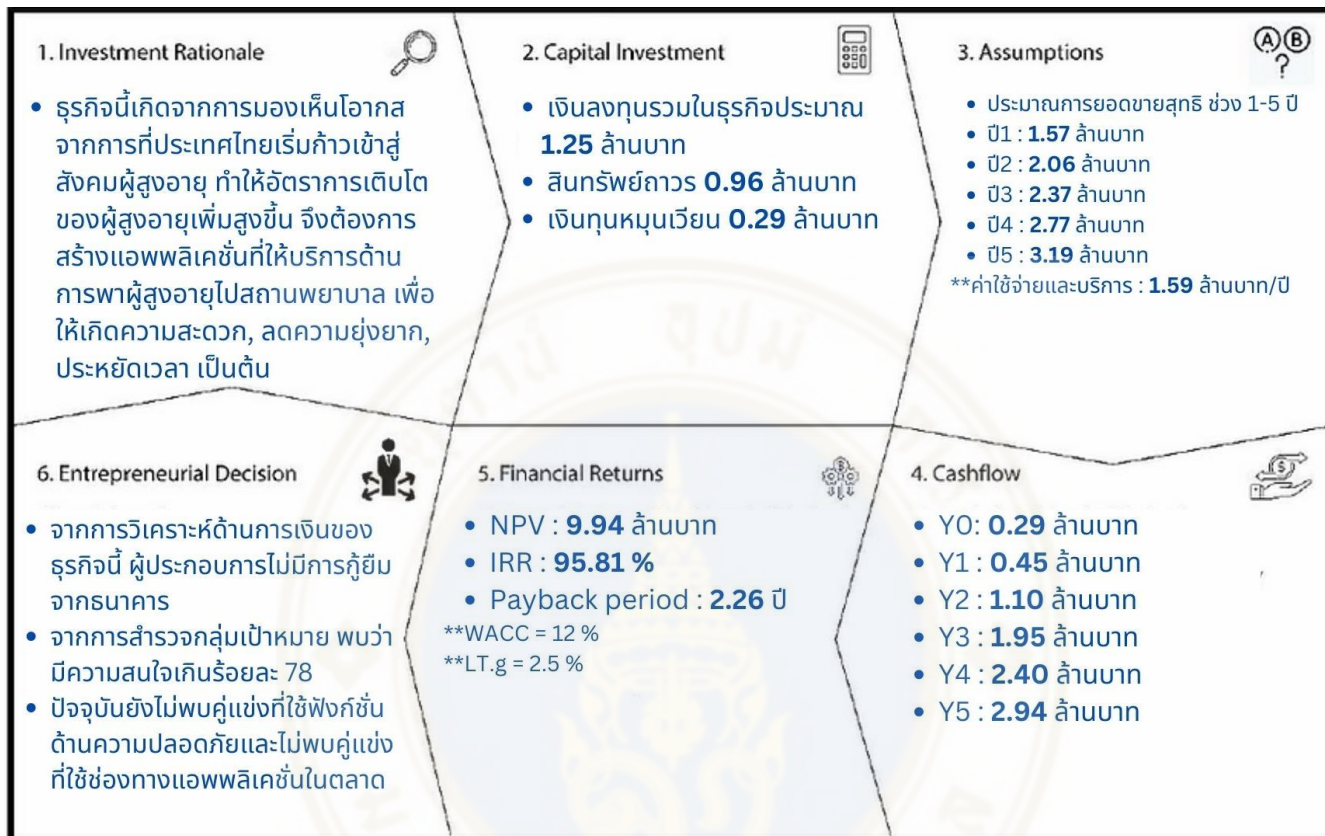 1. Investment Rationale
• ธุรกิจนี้เกิดจากการมองเห็นโอากส
จากการที่ประเทศไทยเริ่มก้าวเข้าสู่
สังคมผู้สูงอายุ ทำให้อัตราการเติบโต
ของผู้สูงอายุเพิ่มสูงขึ้น จึงต้องการ
สร้างแอพพลิเคชั่นที่ให้บริการด้าน
การพาผู้สูงอายุไปสถานพยาบาล เพื่อ
ให้เกิดความสะดวก, ลดความยุ่งยาก,
ประหยัดเวลา เป็นต้น
2. Capital Investment
• เงินลงทุนรวมในธุรกิจประมาณ
1.25 ล้านบาท
• สินทรัพย์ถาวร 0.96 ล้านบาท
• เงินทุนหมุนเวียน 0.29 ล้านบาท
3. Assumptions
A B
?
• ประมาณการยอดขายสุทธิ ช่วง 1-5 ปี
• ปี1 : 1.57 ล้านบาท
• ปี2 : 2.06 ล้านบาท
• ปี3 : 2.37 ล้านบาท
• ปี4 : 2.77 ล้านบาท
• ปี5 : 3.19 ล้านบาท
**ค่าใช้จ่ายและบริการ : 1.59 ล้านบาท/ปี
6. Entrepreneurial Decision
• จากการวิเคราะห์ด้านการเงินของ
ธุรกิจนี้ ผู้ประกอบการไม่มีการกู้ยืม
จากธนาคาร
• จากการสำรวจกลุ่มเป้าหมาย พบว่า
มีความสนใจเกินร้อยละ 78
• ปัจจุบันยังไม่พบคู่แข่งที่ใช้ฟังก์ชั่น
ด้านความปลอดภัยและไม่พบคู่แข่ง
ที่ใช้ช่องทางแอพพลิเคชั่นในตลาด
5. Financial Returns
• NPV : 9.94 ล้านบาท
• IRR : 95.81 %
• Payback period : 2.26 ปี
**WACC = 12 %
**LT.g = 2.5 %
4. Cashflow
• Y0: 0.29 ล้านบาท
• Y1 : 0.45 ล้านบาท
• Y2 : 1.10 ล้านบาท
• Y3 : 1.95 ล้านบาท
• Y4 : 2.40 ล้านบาท
• Y5 : 2.94 ล้านบาท